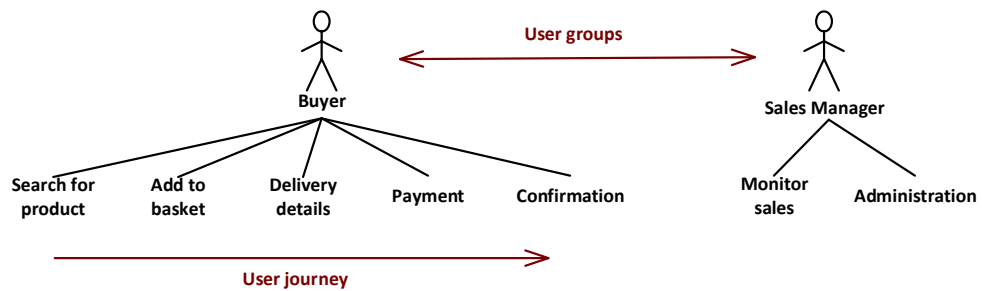 User groups
Buyer
Sales Manager
Search for
product
Add to
basket
Delivery
details
Payment
Confirmation
Monitor
sales
Administration
User journey